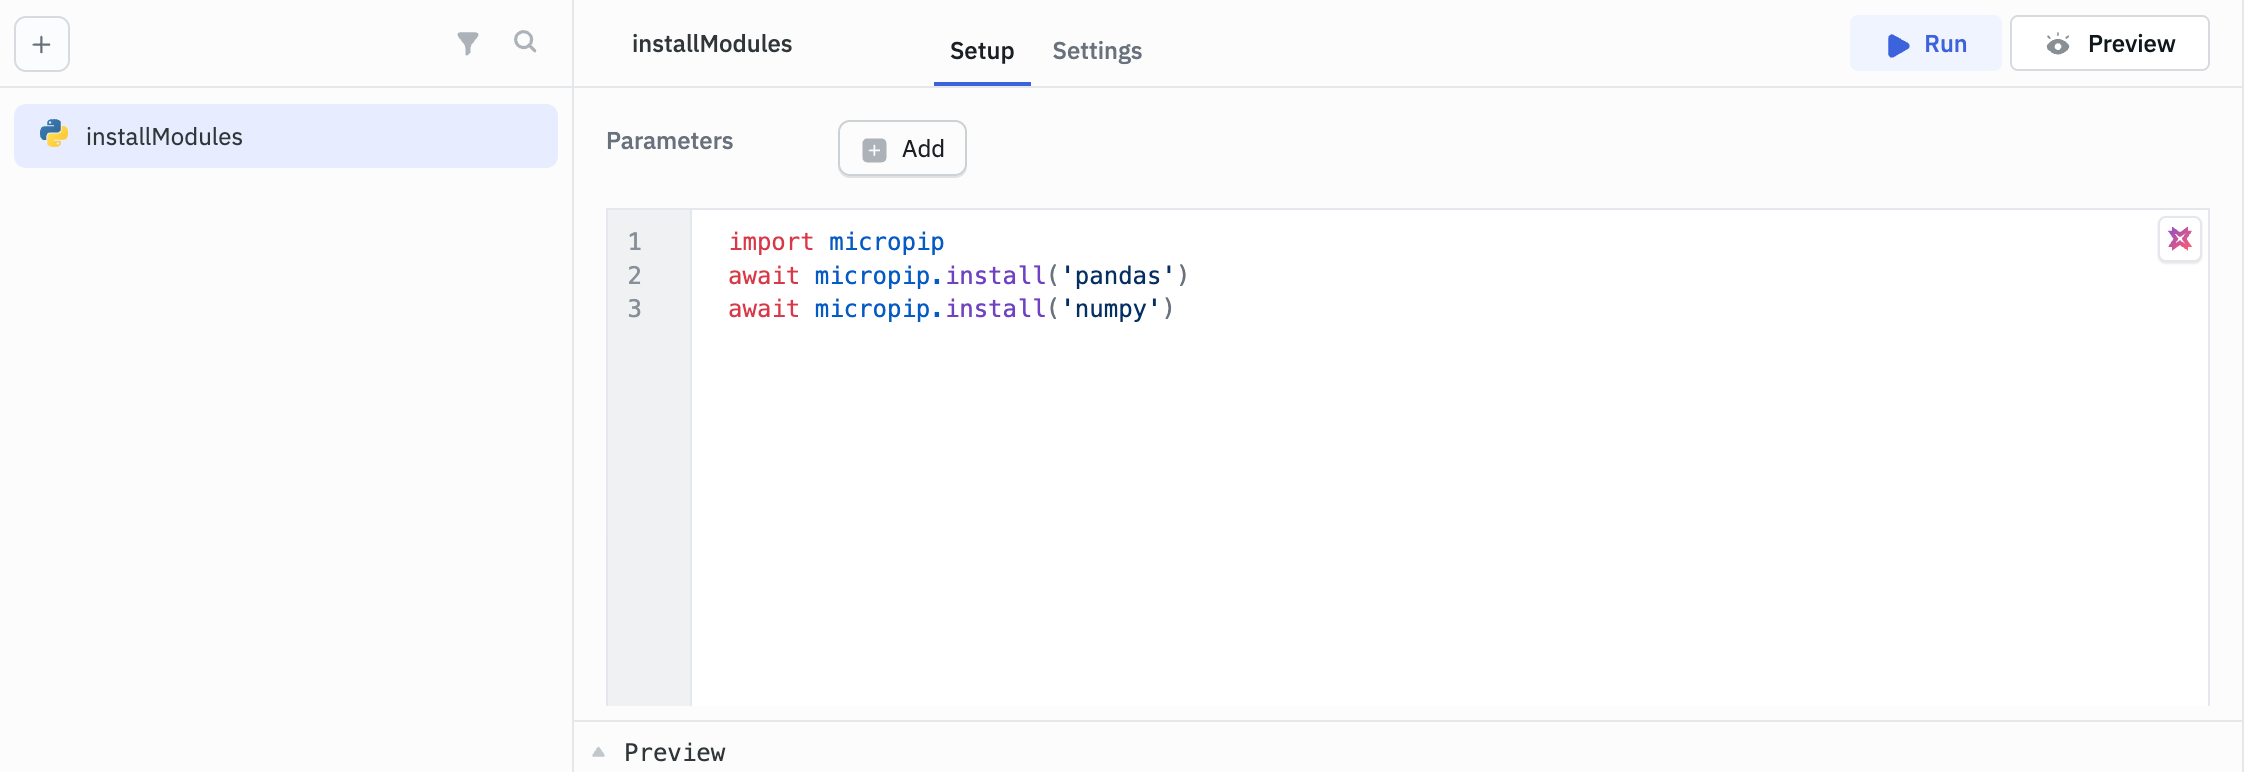 installModules
installModules
Setup
Settings
Run
Preview
Parameters
Add
1 import micropip
2 await micropip.install('pandas')
3 await micropip.install('numpy')
Preview